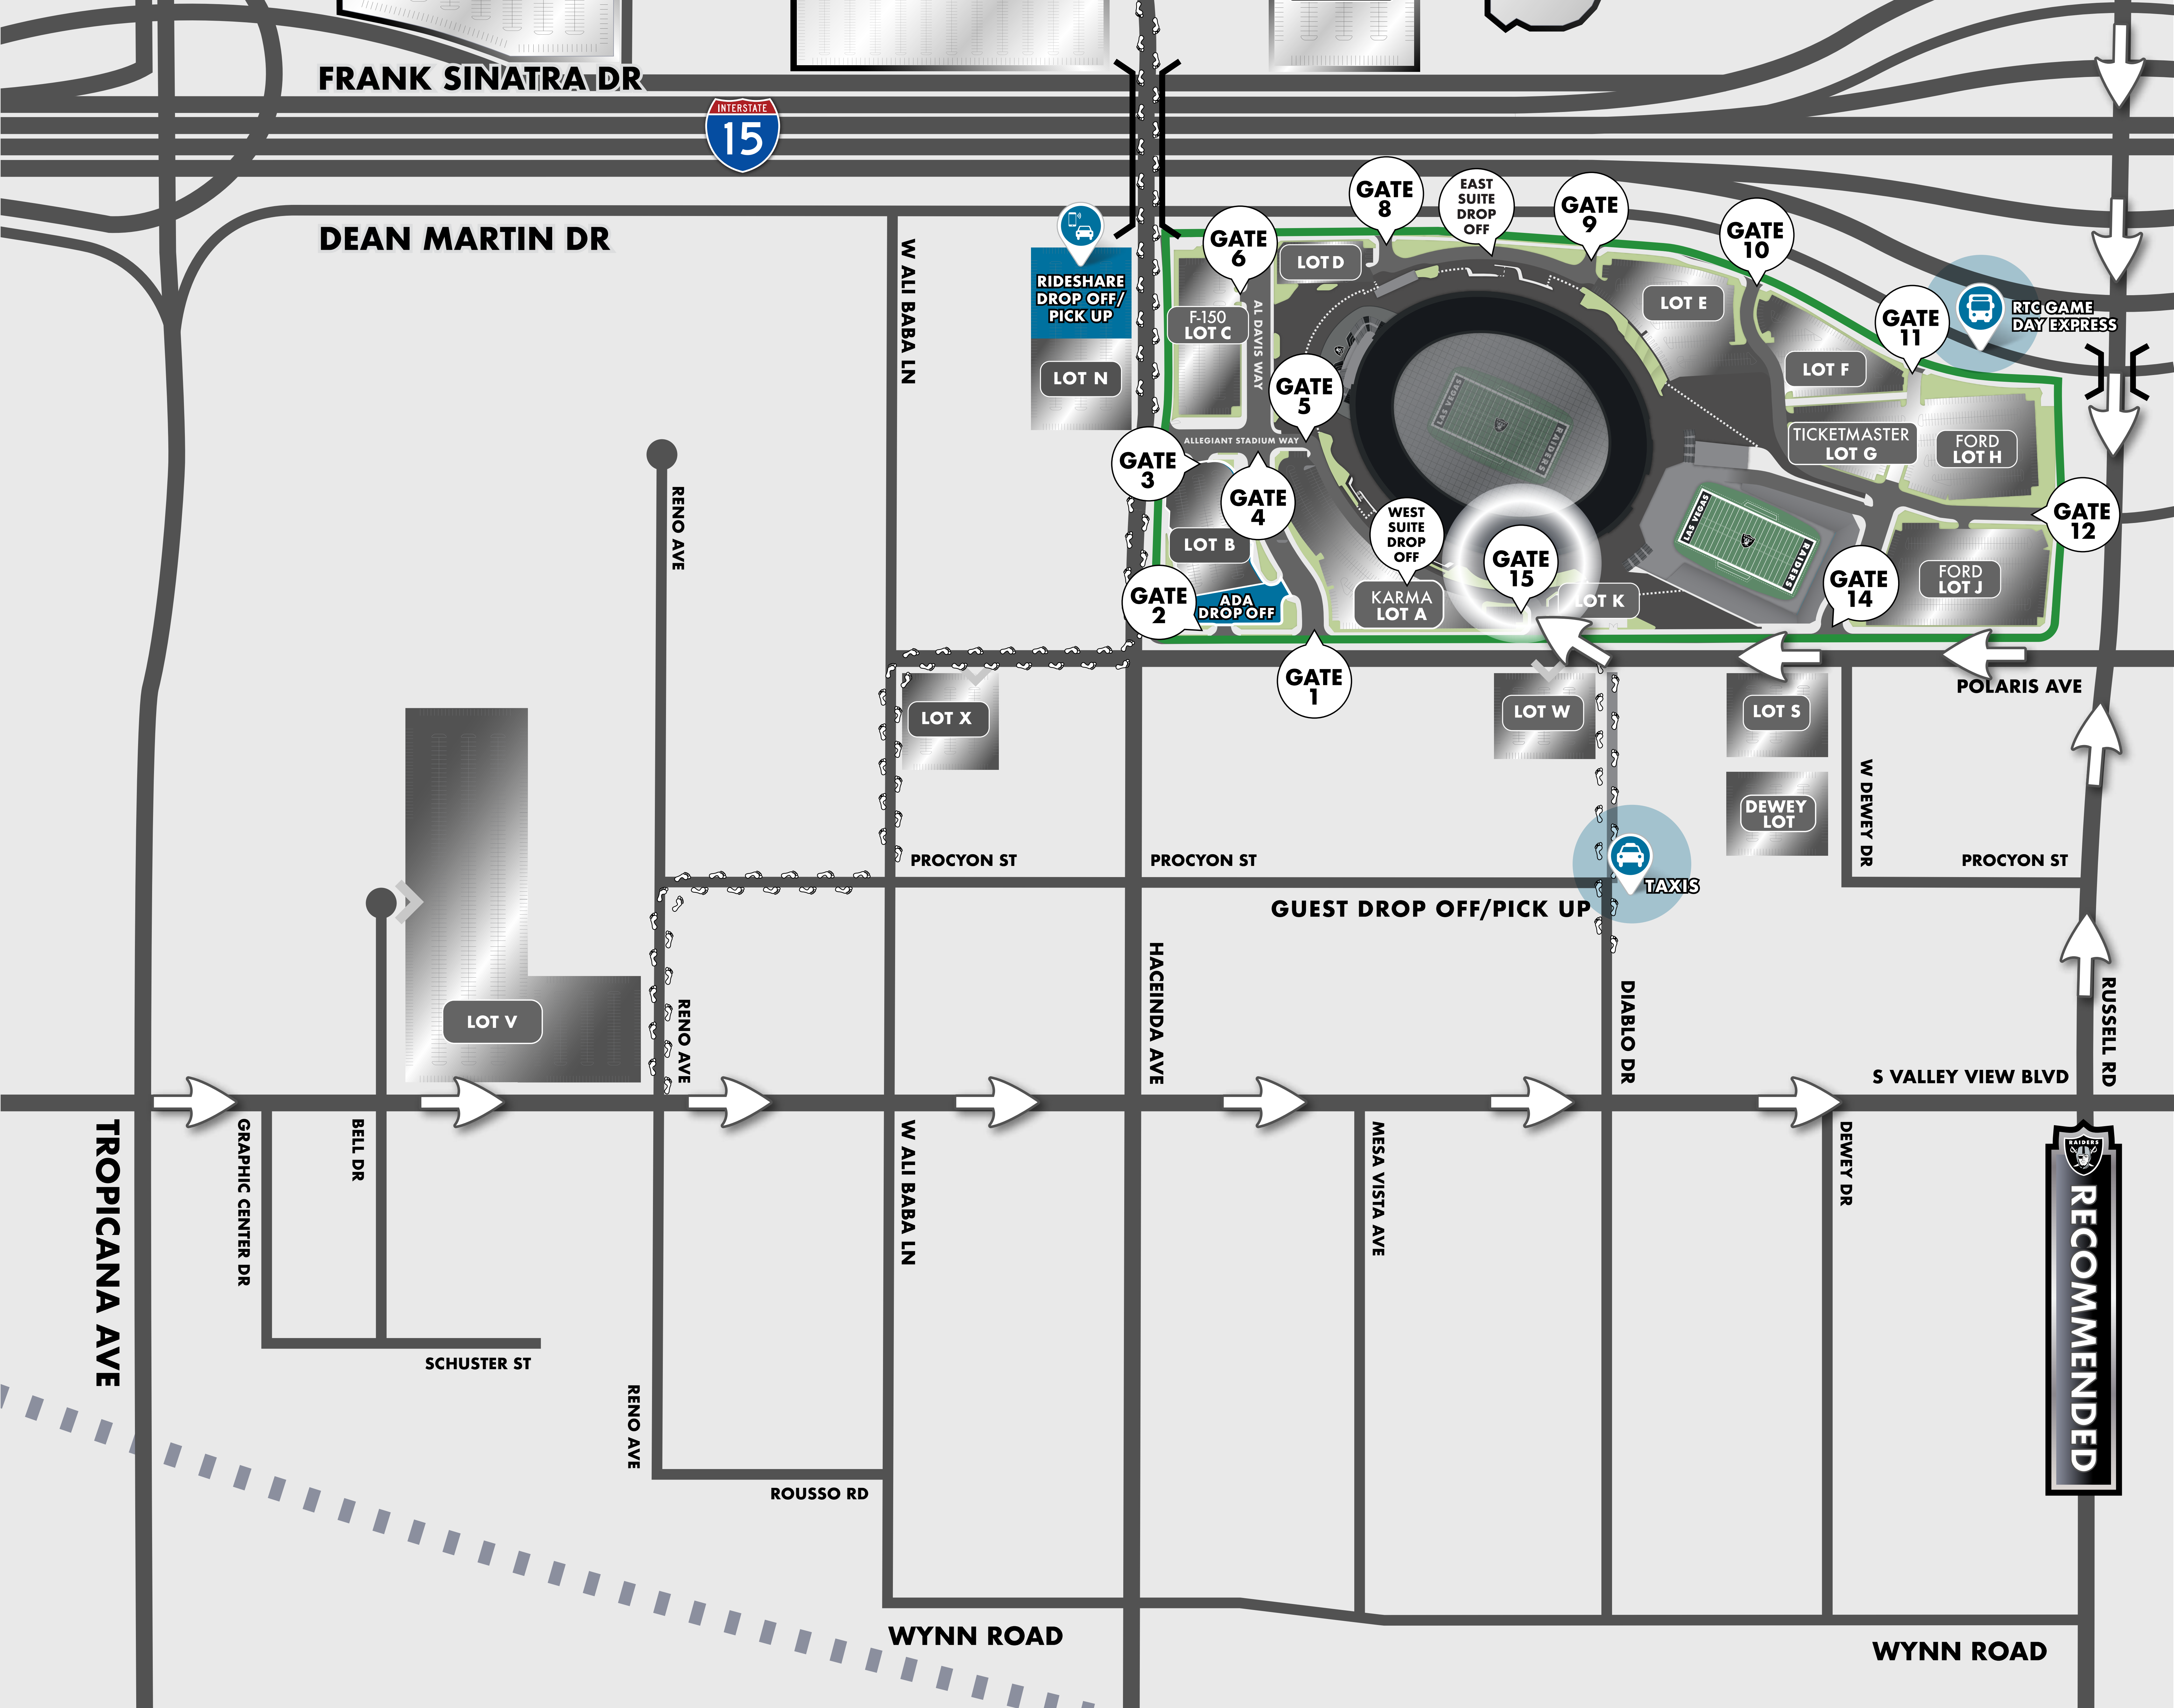 FRANK SINATRA DR
INTERSTATE
15
DEAN MARTIN DR
W ALI BABA LN
RIDESHARE
DROP OFF/
PICK UP
LOT N
GATE
6
LOT D
GATE
8
EAST
SUITE
DROP
OFF
GATE
9
GATE
10
GATE
11
RTC GAME
DAY EXPRESS
F-150
LOT C
AL DAVIS WAY
LOT E
LOT F
GATE
5
ALLEGIANT STADIUM WAY
LAS VEGAS
RAIDERS
TICKETMASTER
LOT G
FORD
LOT H
GATE
3
GATE
4
WEST
SUITE
DROP
OFF
GATE
15
LAS VEGAS
RAIDERS
GATE
12
LOT B
GATE
2
ADA
DROP OFF
KARMA
LOT A
LOT K
GATE
14
FORD
LOT J
GATE
1
POLARIS AVE
RENO AVE
LOT X
LOT W
LOT S
DEWEY
LOT
W DEWEY DR
PROCYON ST
PROCYON ST
PROCYON ST
TAXIS
GUEST DROP OFF/PICK UP
LOT V
RENO AVE
HACEINDA AVE
DIABLO DR
RUSSELL RD
S VALLEY VIEW BLVD
TROPICANA AVE
GRAPHIC CENTER DR
BELL DR
W ALI BABA LN
MESA VISTA AVE
DEWEY DR
RAIDERS
RECOMMENDED
SCHUSTER ST
RENO AVE
ROUSSO RD
WYNN ROAD
WYNN ROAD